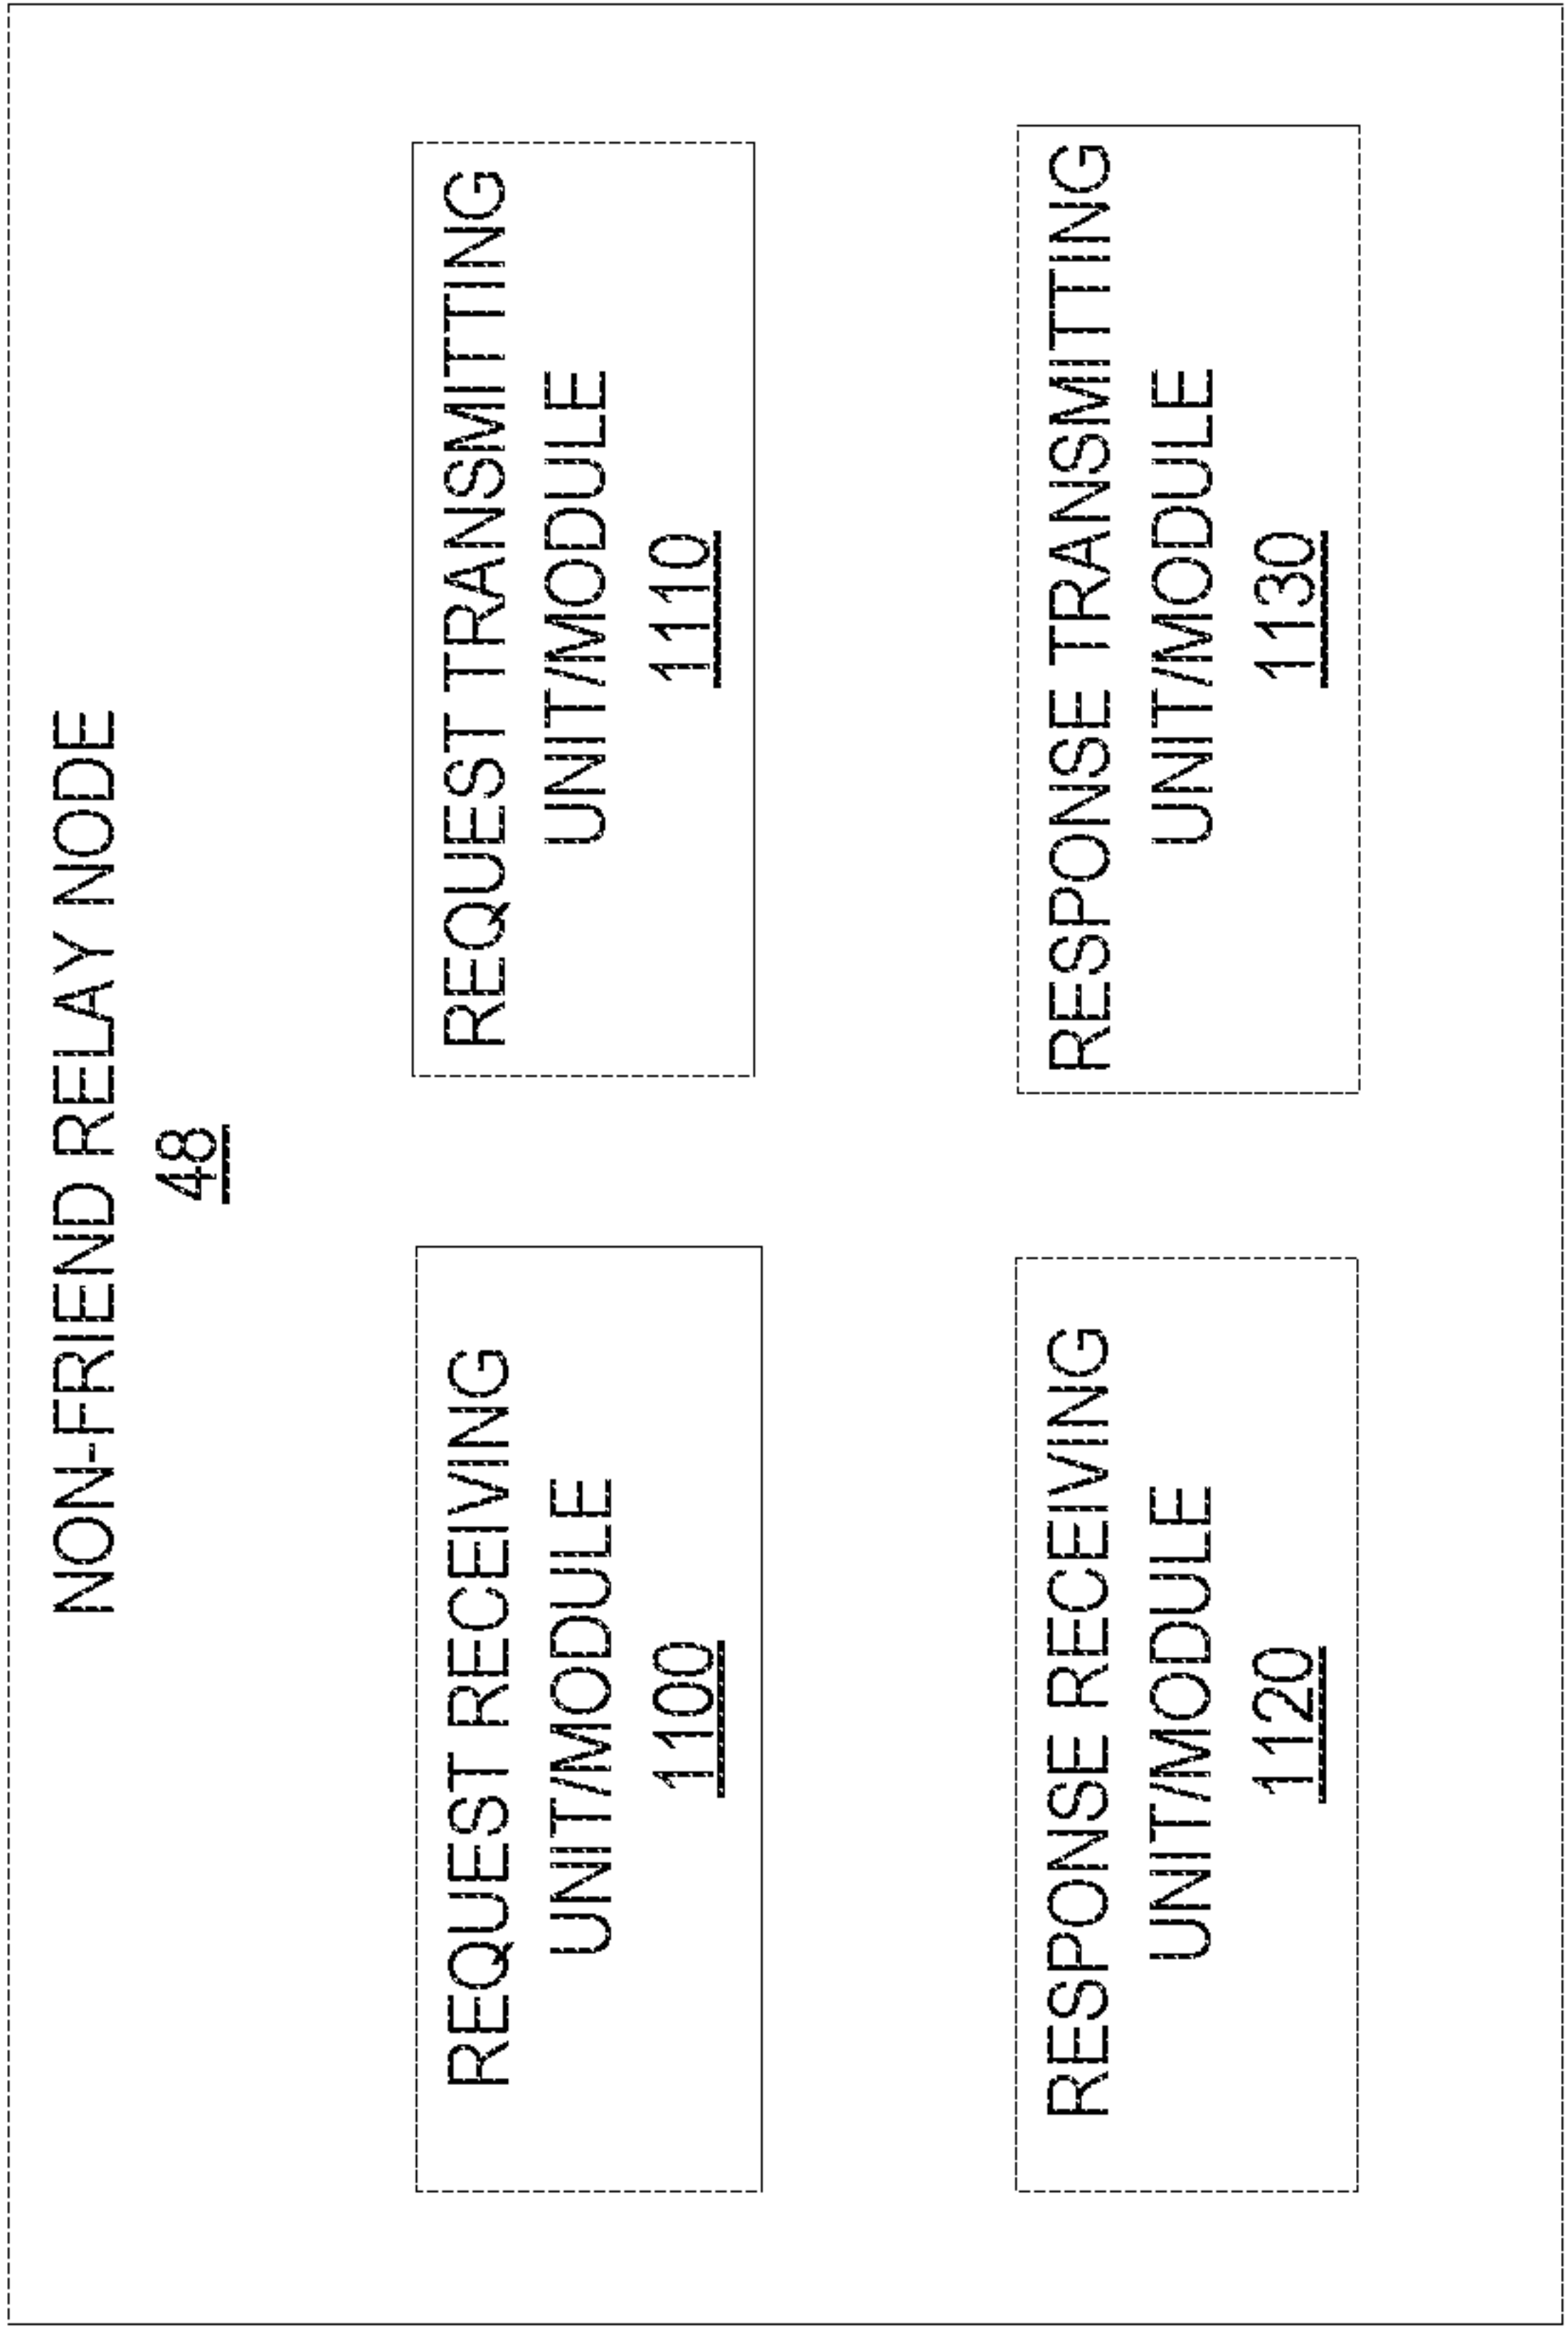 NON-FRIEND RELAY NODE
48
REQUEST RECEIVING
UNIT/MODULE
1100
REQUEST TRANSMITTING
UNIT/MODULE
1110
RESPONSE RECEIVING
UNIT/MODULE
1120
RESPONSE TRANSMITTING
UNIT/MODULE
1130